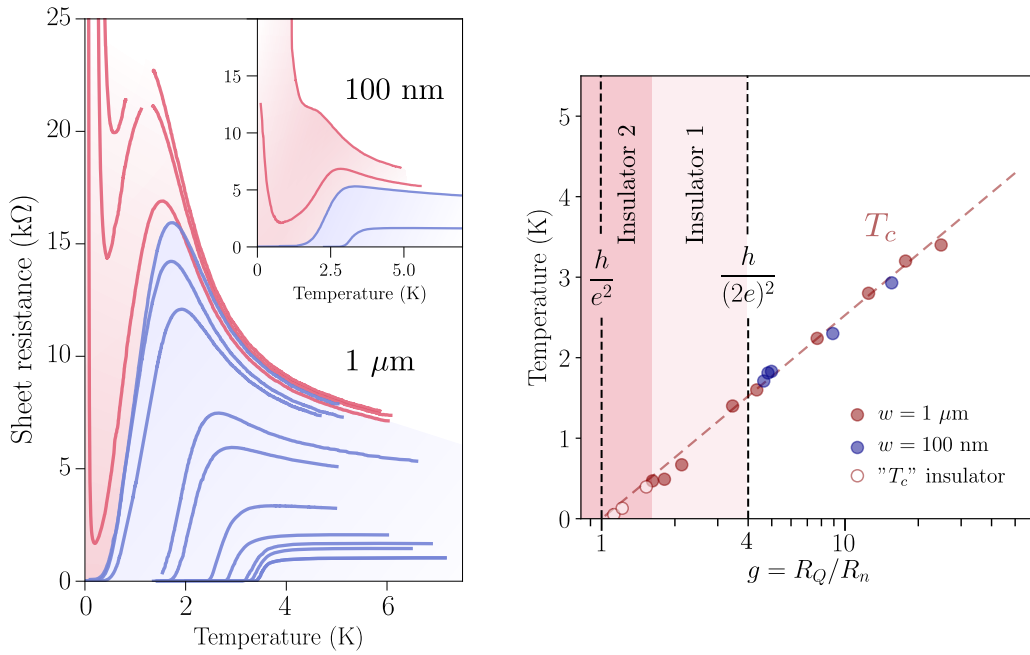 25
20
15
10
5
0
0
2
4
6
Sheet resistance (kΩ)
Temperature (K)
1 μm
100 nm
20
15
10
5
0
0
2.5
5.0
Temperature (K)
5
4
3
2
1
0
Temperature (K)
Insulator 2
Insulator 1
h/e²
h/(2e)²
T_c
w = 1 μm
w = 100 nm
"T_c" insulator
1
4
10
g = R_Q/R_n